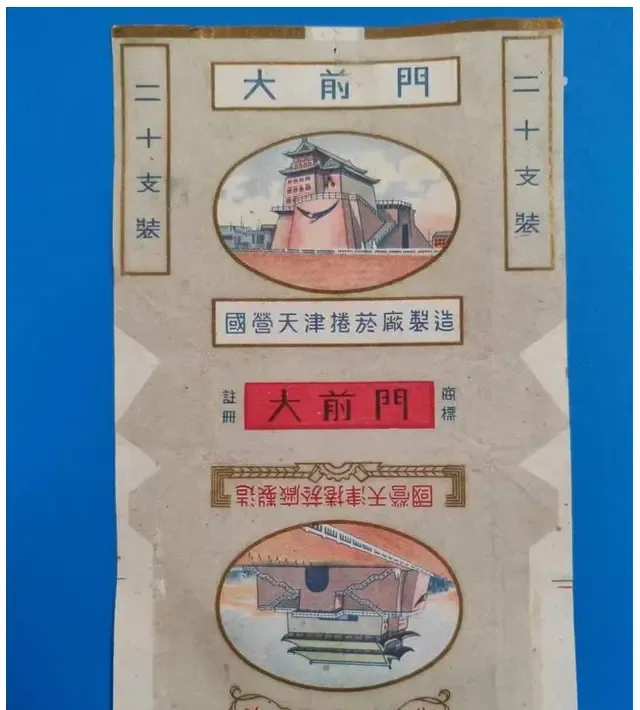 大前門
二十支裝
二十支裝
國營天津捲菸廠製造
註冊
大前門
商標
國營天津捲菸廠製造